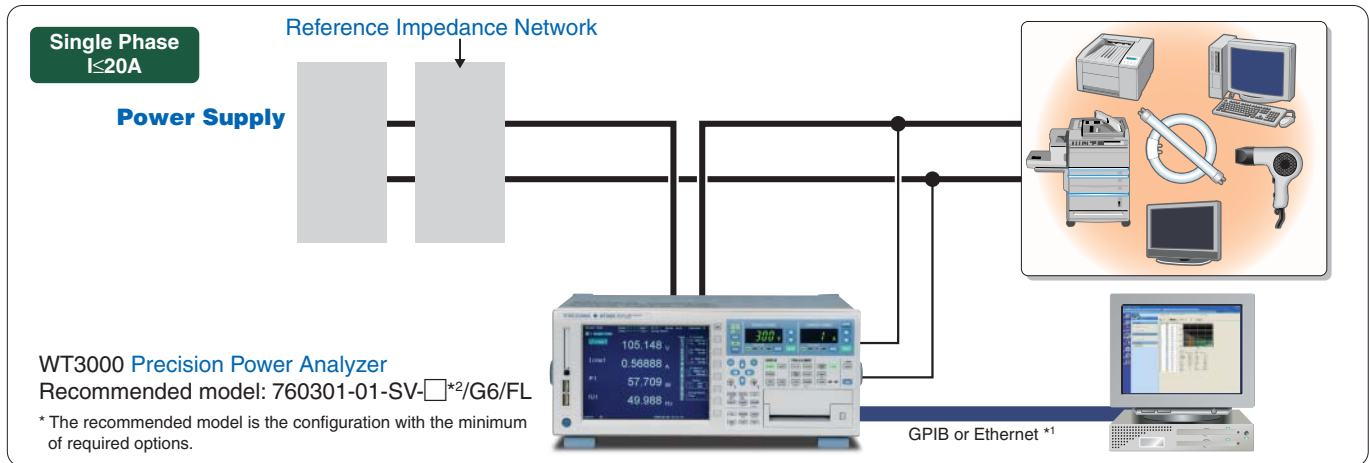 Single Phase
I≤20A
Reference Impedance Network
Power Supply
105.148 V
0.56888 A
57.709 W
49.988 Hz
300 V
1 A
WT3000 Precision Power Analyzer
Recommended model: 760301-01-SV-□*2/G6/FL
* The recommended model is the configuration with the minimum
of required options.
GPIB or Ethernet *1